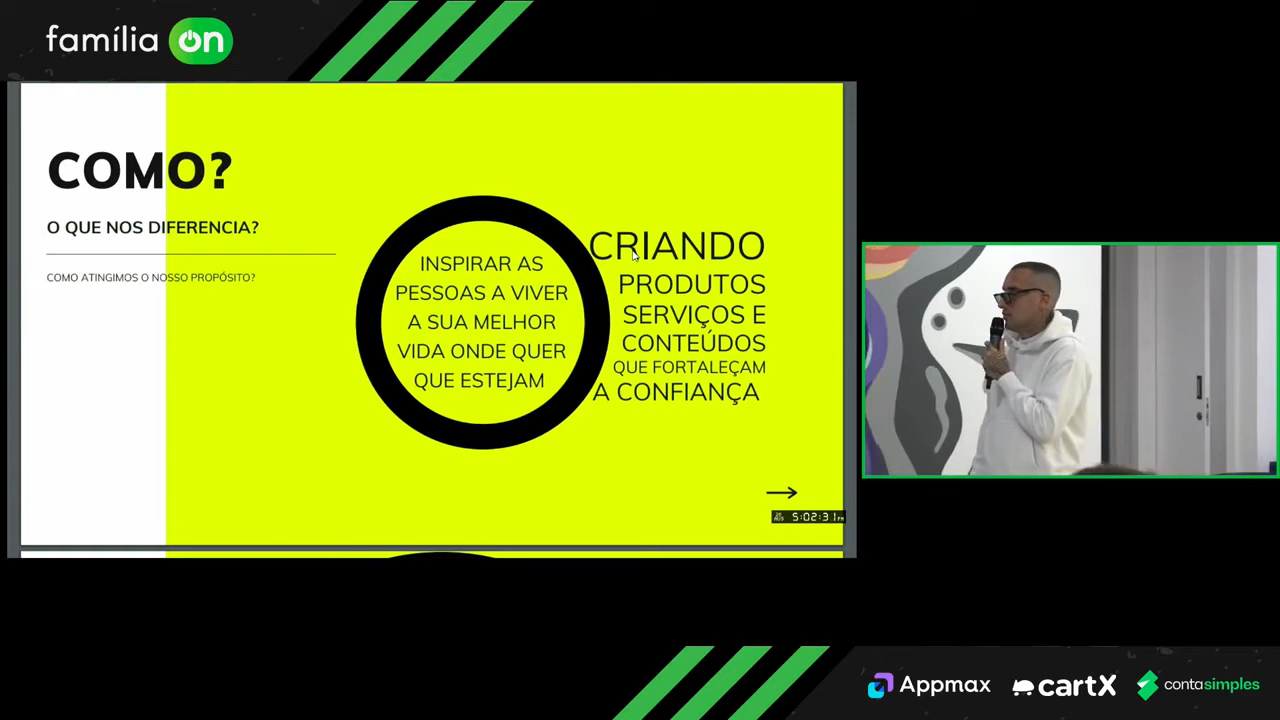 família on
COMO?
O QUE NOS DIFERENCIA?
COMO ATINGIMOS O NOSSO PROPÓSITO?
INSPIRAR AS
PESSOAS A VIVER
A SUA MELHOR
VIDA ONDE QUER
QUE ESTEJAM
CRIANDO
PRODUTOS
SERVIÇOS E
CONTEÚDOS
QUE FORTALEÇAM
A CONFIANÇA
5:02:31PM
Appmax
cartX
contasimples